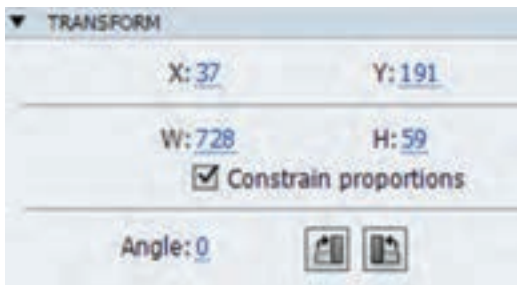 TRANSFORM
X: 37 Y: 191
W: 728 H: 59
Constrain proportions
Angle: 0